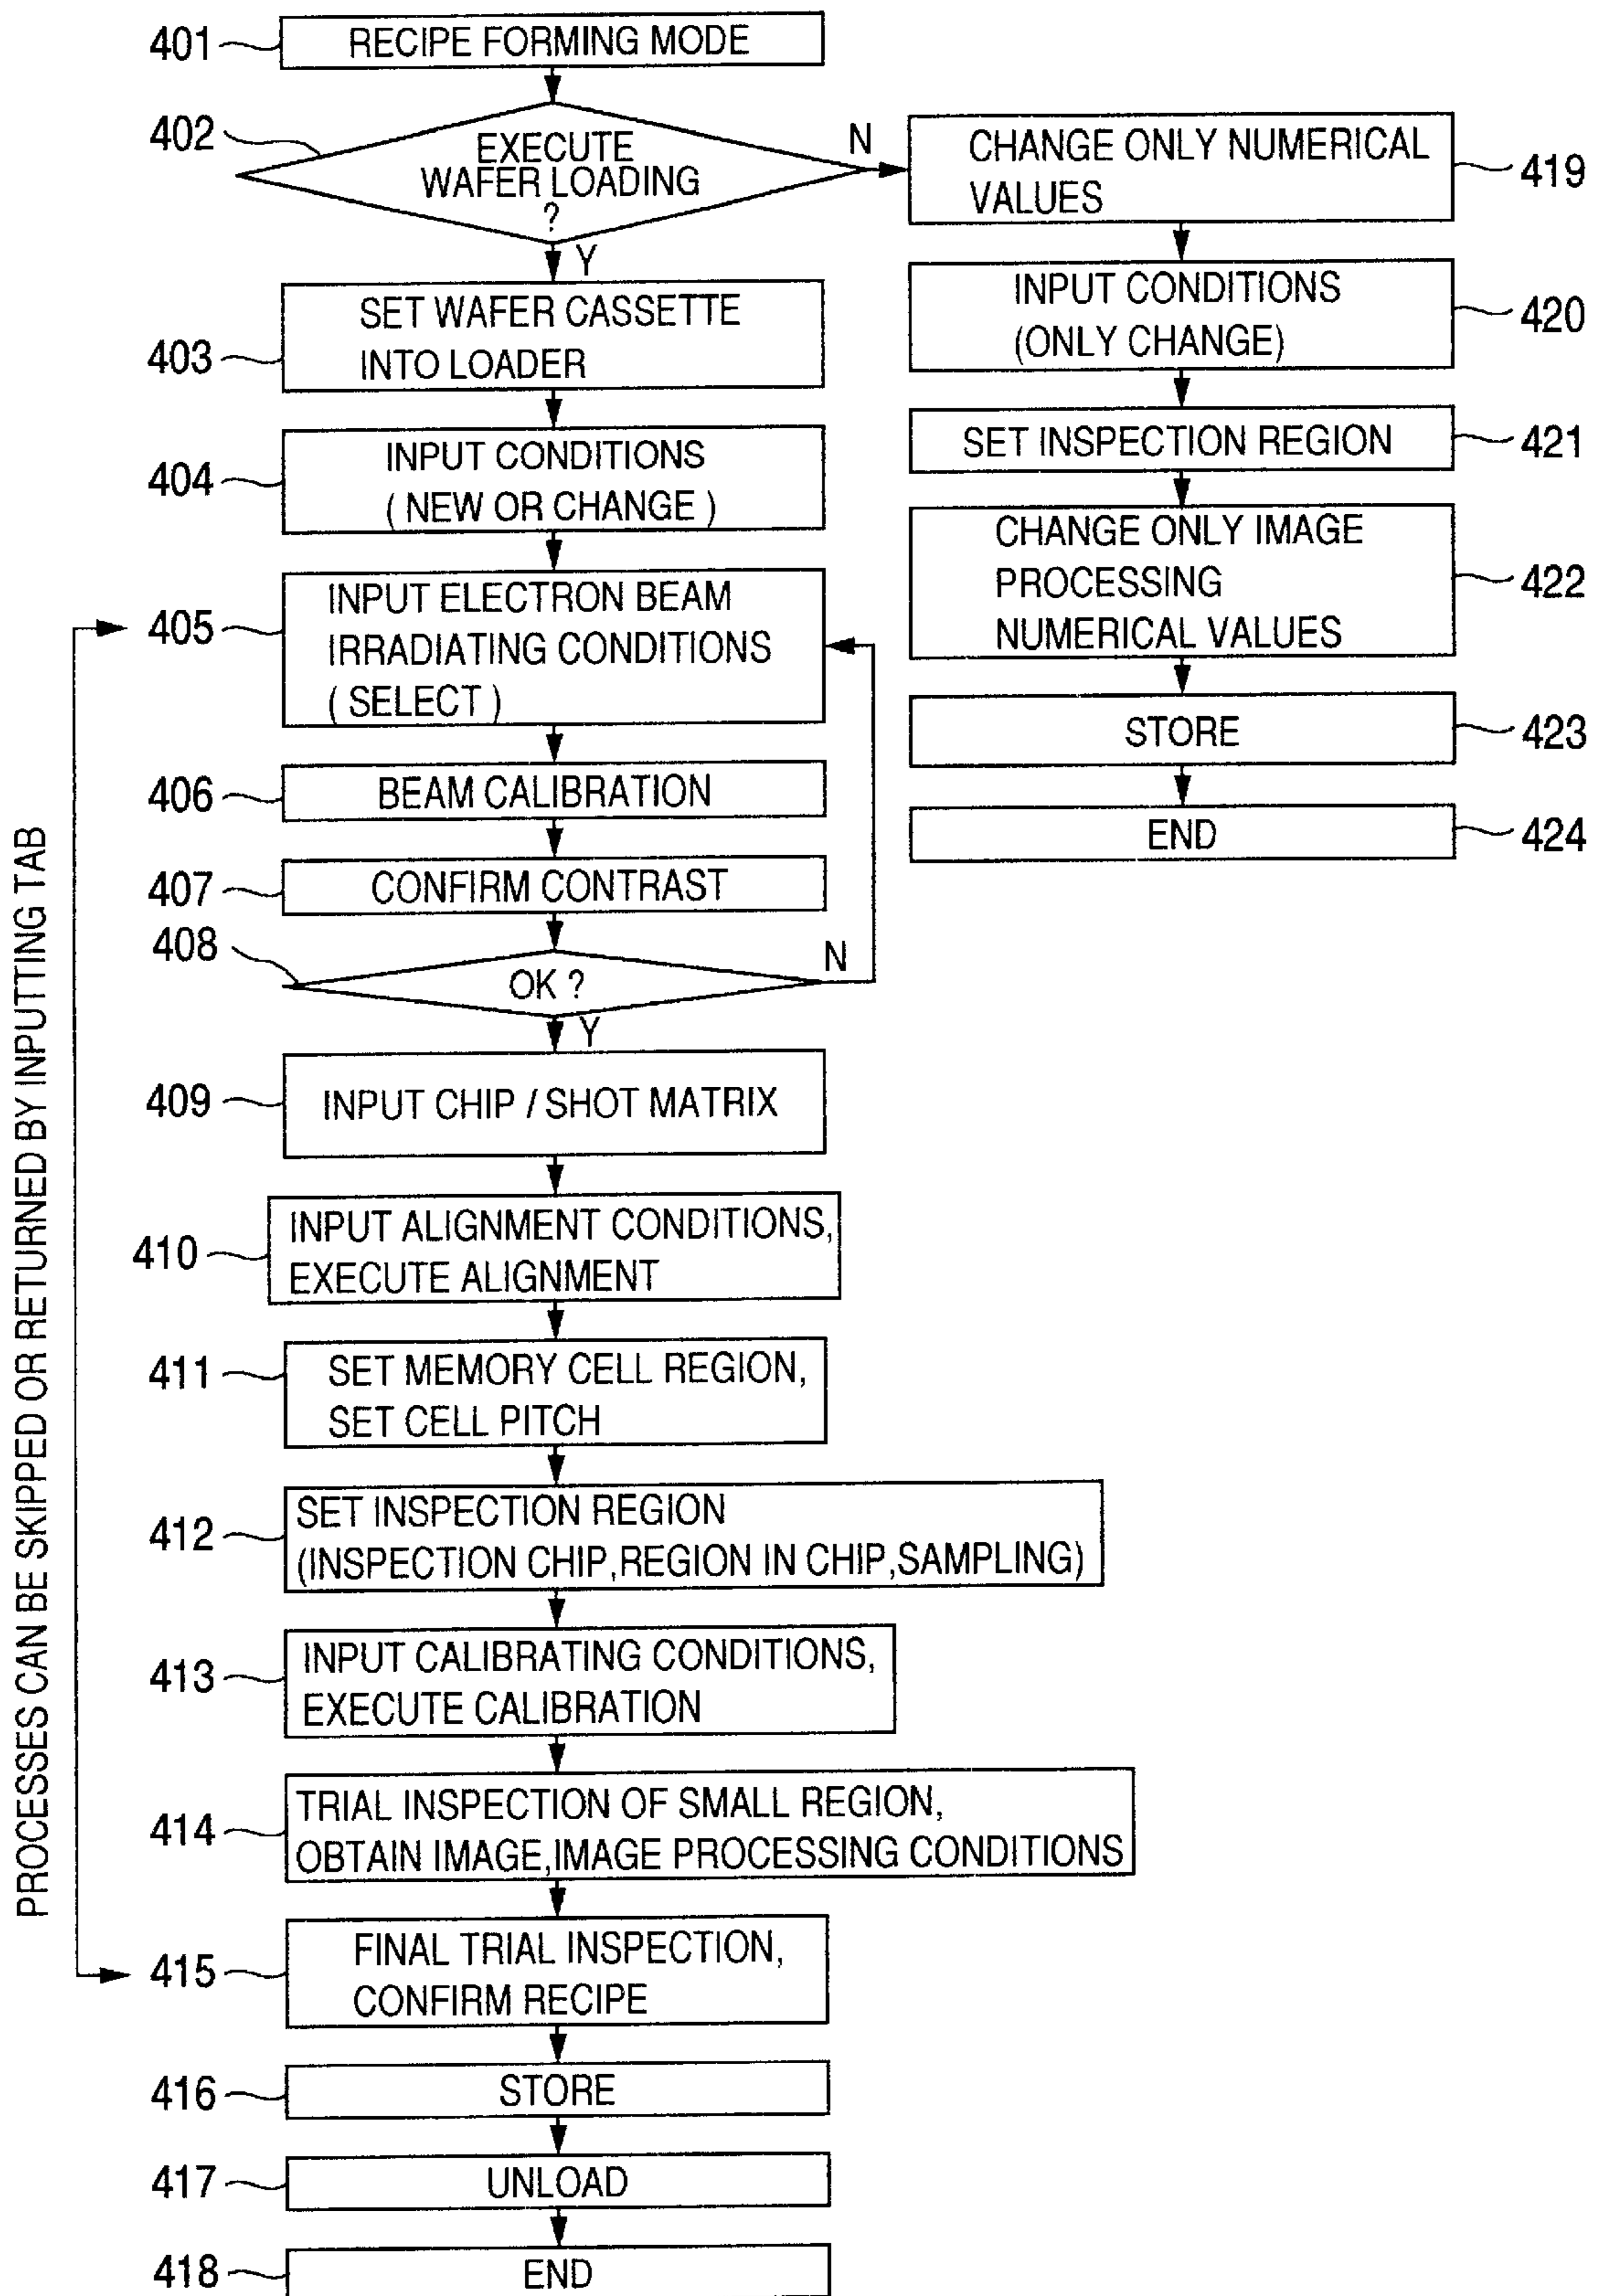 401
RECIPE FORMING MODE
402
EXECUTE
WAFER LOADING
?
N
Y
403
SET WAFER CASSETTE
INTO LOADER
404
INPUT CONDITIONS
( NEW OR CHANGE )
405
INPUT ELECTRON BEAM
IRRADIATING CONDITIONS
( SELECT )
406
BEAM CALIBRATION
407
CONFIRM CONTRAST
408
OK ?
N
Y
409
INPUT CHIP / SHOT MATRIX
410
INPUT ALIGNMENT CONDITIONS,
EXECUTE ALIGNMENT
411
SET MEMORY CELL REGION,
SET CELL PITCH
412
SET INSPECTION REGION
(INSPECTION CHIP,REGION IN CHIP,SAMPLING)
413
INPUT CALIBRATING CONDITIONS,
EXECUTE CALIBRATION
414
TRIAL INSPECTION OF SMALL REGION,
OBTAIN IMAGE,IMAGE PROCESSING CONDITIONS
415
FINAL TRIAL INSPECTION,
CONFIRM RECIPE
416
STORE
417
UNLOAD
418
END
CHANGE ONLY NUMERICAL
VALUES
419
INPUT CONDITIONS
(ONLY CHANGE)
420
SET INSPECTION REGION
421
CHANGE ONLY IMAGE
PROCESSING
NUMERICAL VALUES
422
STORE
423
END
424
PROCESSES CAN BE SKIPPED OR RETURNED BY INPUTTING TAB